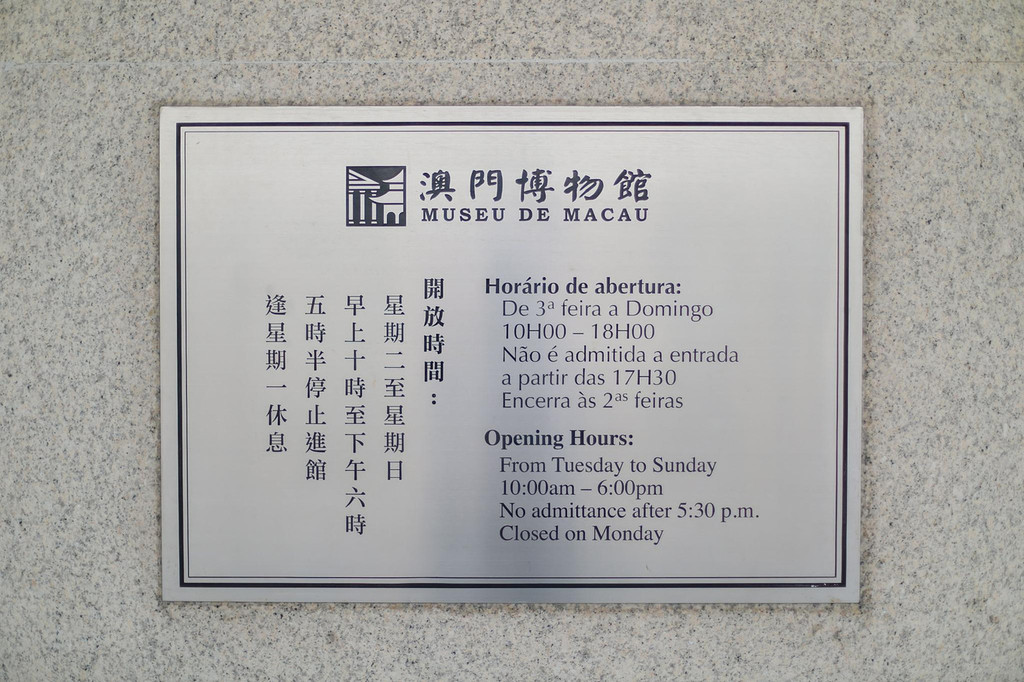 澳門博物館
MUSEU DE MACAU
開放時間：
星期二至星期日
早上十時至下午六時
五時半停止進館
逢星期一休息
Horário de abertura:
De 3ª feira a Domingo
10H00 – 18H00
Não é admitida a entrada
a partir das 17H30
Encerra às 2ªˢ feiras
Opening Hours:
From Tuesday to Sunday
10:00am – 6:00pm
No admittance after 5:30 p.m.
Closed on Monday